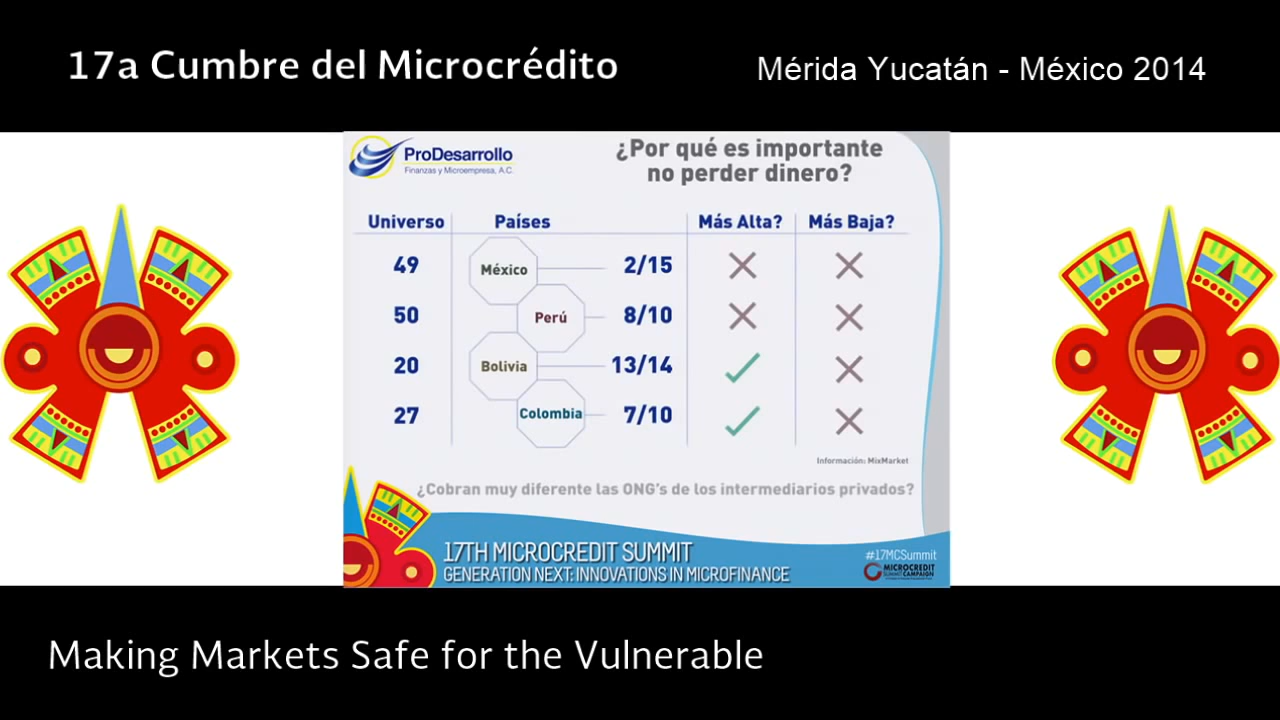 17a Cumbre del Microcrédito
Mérida Yucatán - México 2014
ProDesarrollo
Finanzas y Microempresa, A.C.
¿Por qué es importante
no perder dinero?
Universo Países Más Alta? Más Baja?
49 México 2/15
50 Perú 8/10
20 Bolivia 13/14
27 Colombia 7/10
Información: MixMarket
¿Cobran muy diferente las ONG's de los intermediarios privados?
17TH MICROCREDIT SUMMIT
GENERATION NEXT: INNOVATIONS IN MICROFINANCE
#17MCSummit
MICROCREDIT
SUMMIT CAMPAIGN
Making Markets Safe for the Vulnerable